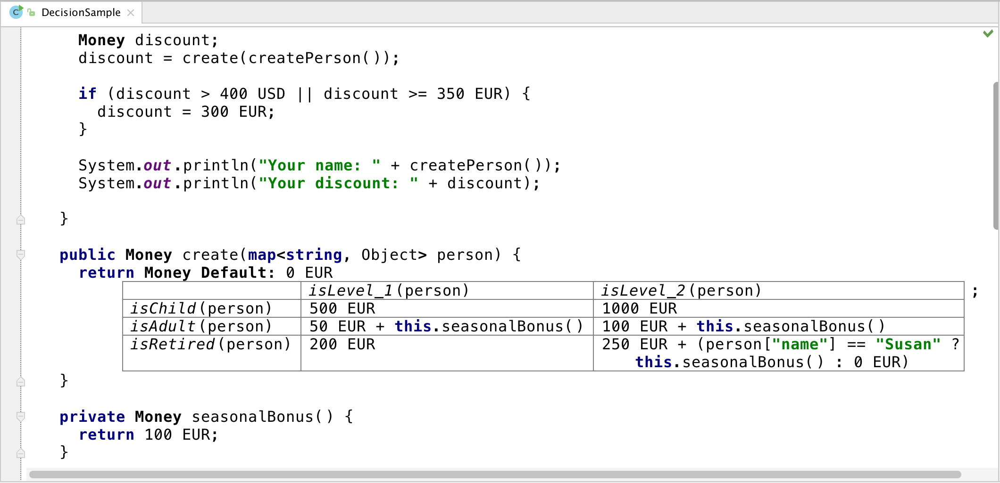 C DecisionSample
Money discount;
discount = create(createPerson());
if (discount > 400 USD || discount >= 350 EUR) {
discount = 300 EUR;
}
System.out.println("Your name: " + createPerson());
System.out.println("Your discount: " + discount);
}
public Money create(map<string, Object> person) {
return Money Default: 0 EUR
isLevel_1(person) isLevel_2(person) ;
isChild(person) 500 EUR 1000 EUR
isAdult(person) 50 EUR + this.seasonalBonus() 100 EUR + this.seasonalBonus()
isRetired(person) 200 EUR 250 EUR + (person["name"] == "Susan" ?
this.seasonalBonus() : 0 EUR)
}
private Money seasonalBonus() {
return 100 EUR;
}